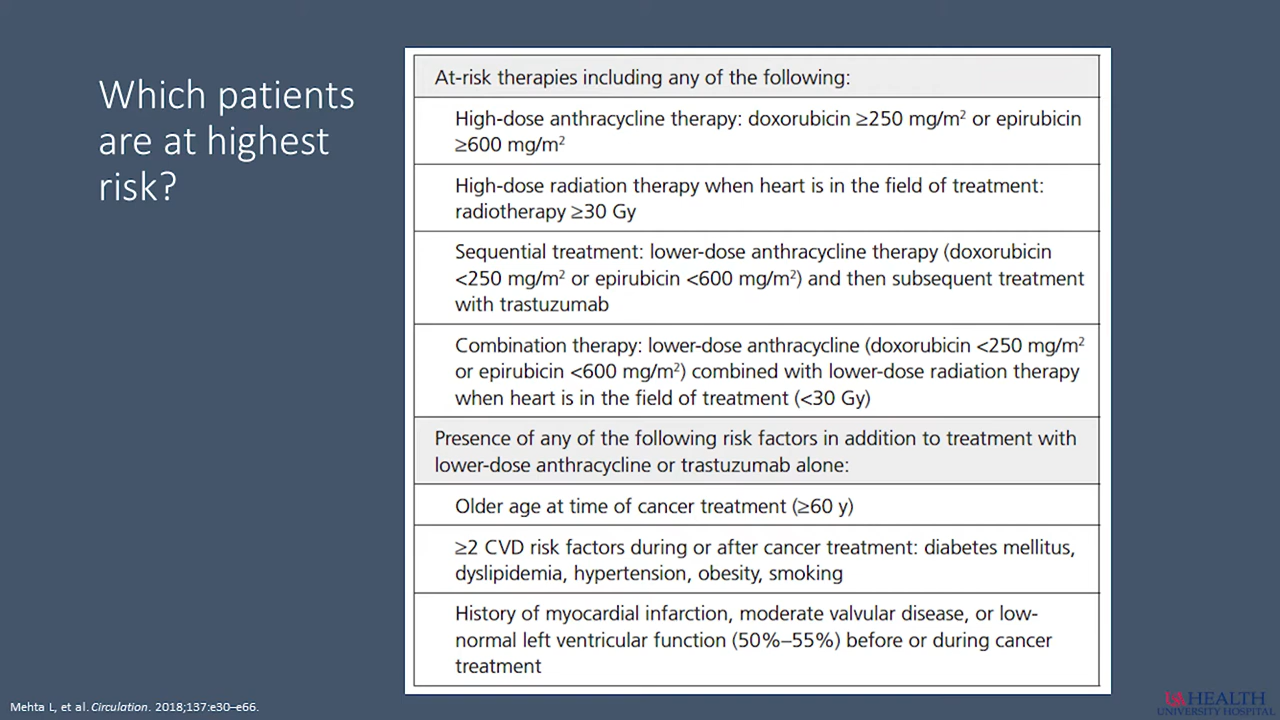 Which patients
are at highest
risk?
At-risk therapies including any of the following:
High-dose anthracycline therapy: doxorubicin ≥250 mg/m² or epirubicin
≥600 mg/m²
High-dose radiation therapy when heart is in the field of treatment:
radiotherapy ≥30 Gy
Sequential treatment: lower-dose anthracycline therapy (doxorubicin
<250 mg/m² or epirubicin <600 mg/m²) and then subsequent treatment
with trastuzumab
Combination therapy: lower-dose anthracycline (doxorubicin <250 mg/m²
or epirubicin <600 mg/m²) combined with lower-dose radiation therapy
when heart is in the field of treatment (<30 Gy)
Presence of any of the following risk factors in addition to treatment with
lower-dose anthracycline or trastuzumab alone:
Older age at time of cancer treatment (≥60 y)
≥2 CVD risk factors during or after cancer treatment: diabetes mellitus,
dyslipidemia, hypertension, obesity, smoking
History of myocardial infarction, moderate valvular disease, or low-
normal left ventricular function (50%–55%) before or during cancer
treatment
Mehta L, et al. Circulation. 2018;137:e30–e66.
HEALTH
UNIVERSITY HOSPITAL